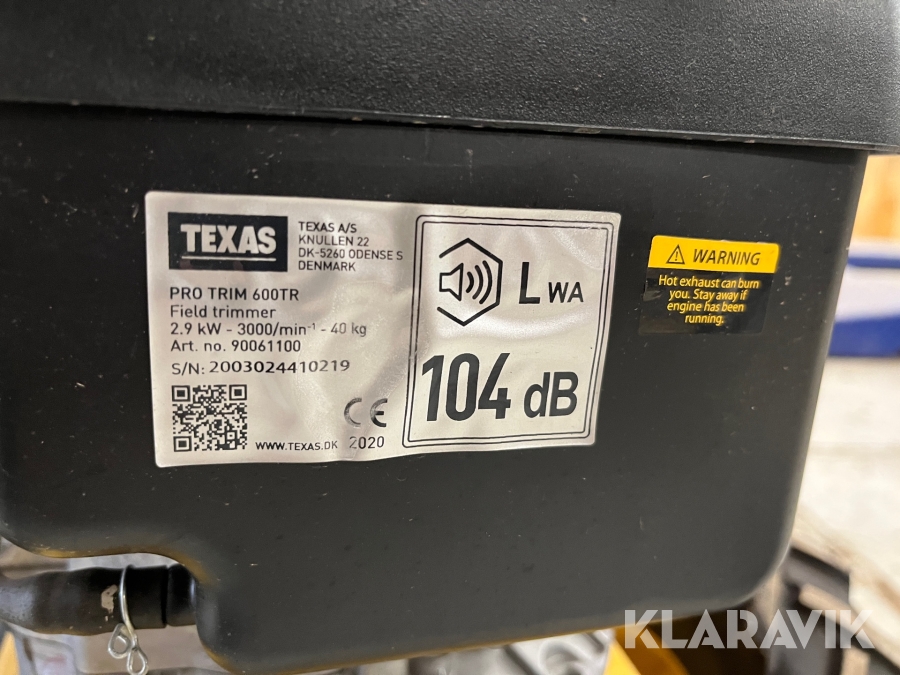 TEXAS
TEXAS A/S
KNULLEN 22
DK-5260 ODENSE S
DENMARK
PRO TRIM 600TR
Field trimmer
2.9 kW - 3000/min⁻¹ - 40 kg
Art. no. 90061100
S/N: 2003024410219
CE
WWW.TEXAS.DK 2020
LWA
104 dB
WARNING
Hot exhaust can burn
you. Stay away if
engine has been
running.
KLARAVIK